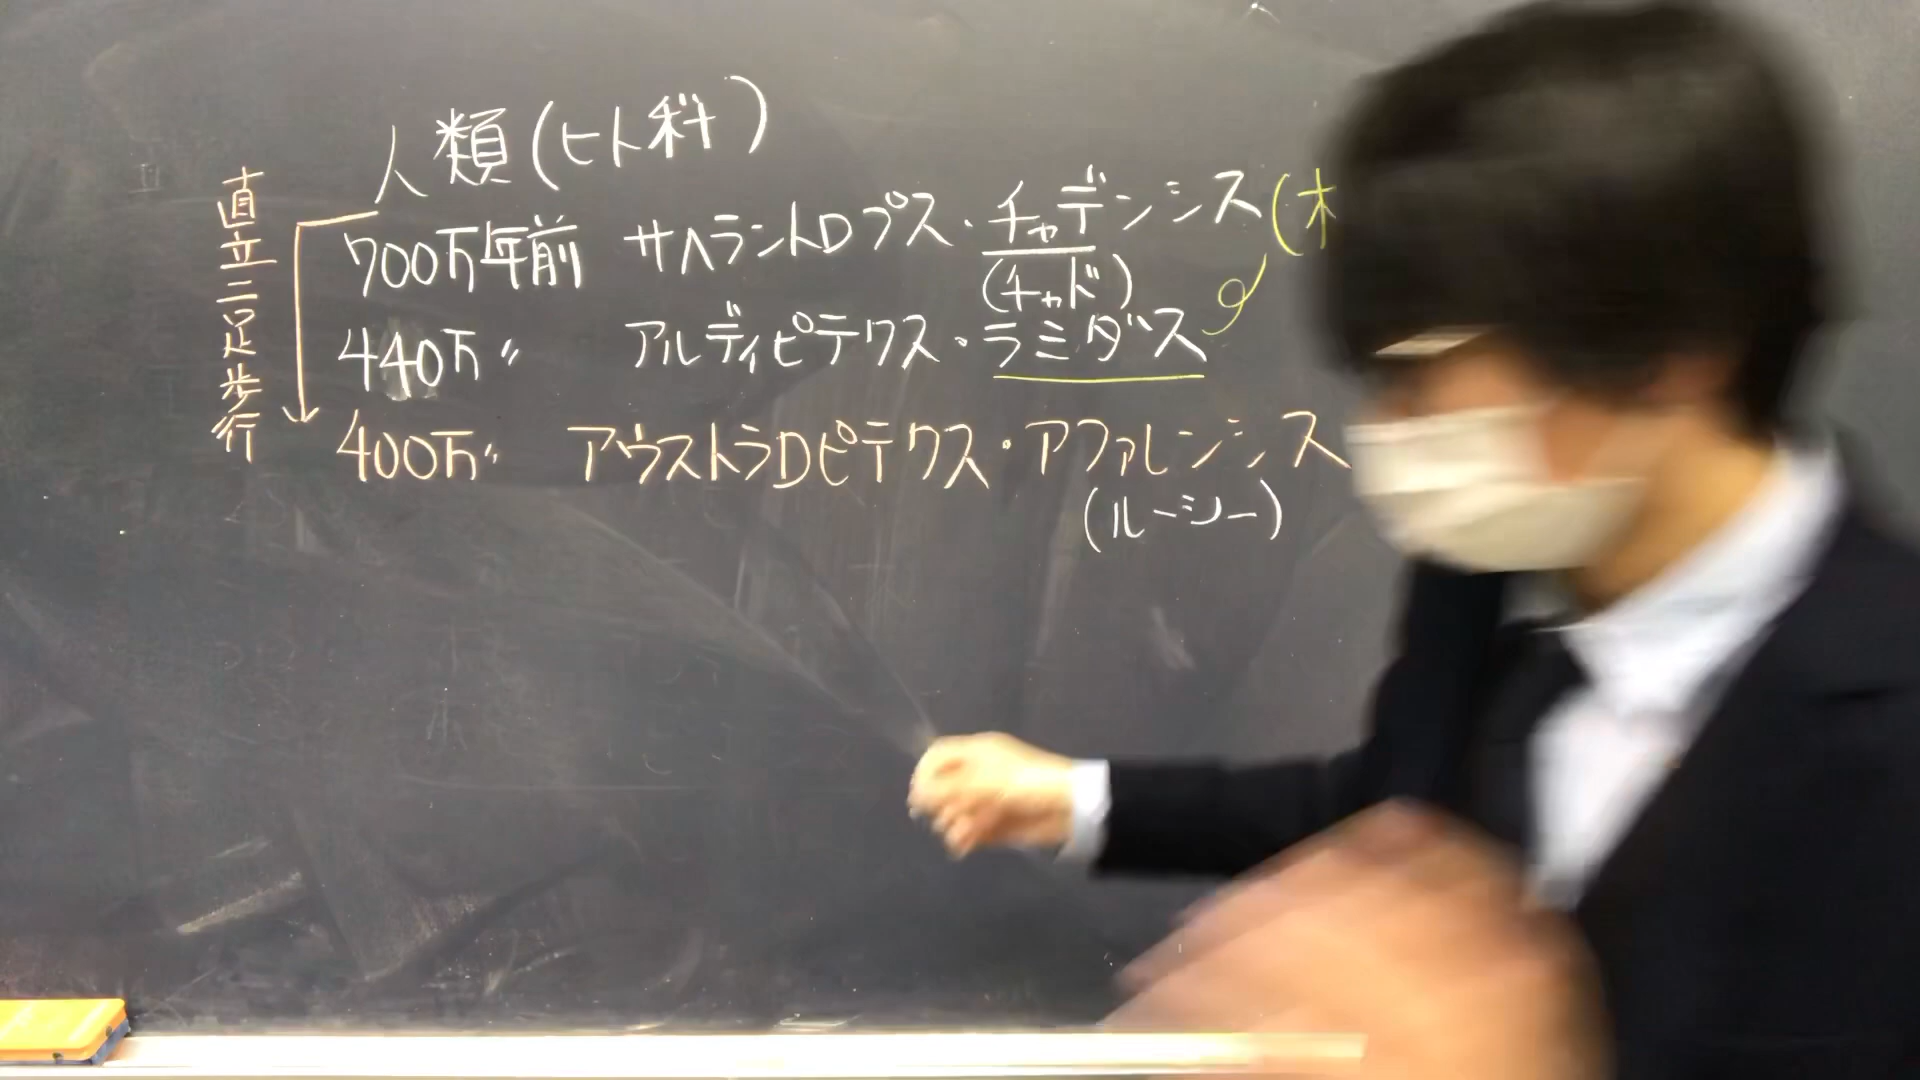 人類(ヒト科)
直立二足歩行
700万年前 サヘラントロプス・チャデンシス(木
(チャド)
440万〃 アルディピテクス・ラミダス
400万〃 アウストラロピテクス・アファレンシス
(ルーシー)